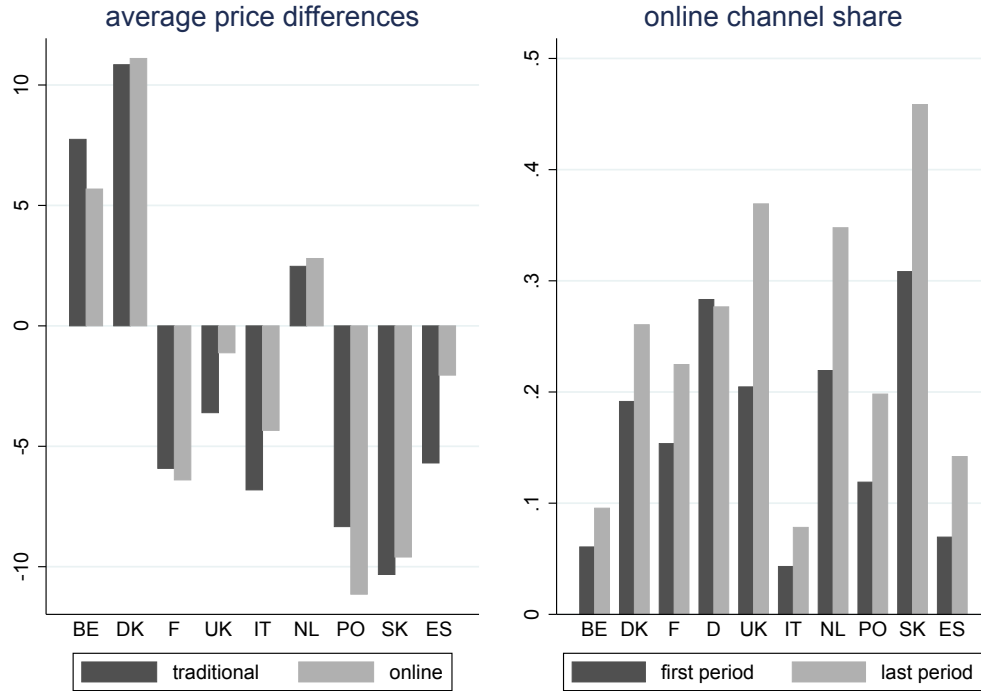 average price differences
10
5
0
-5
-10
BE DK F UK IT NL PO SK ES
traditional online
online channel share
.5
.4
.3
.2
.1
0
BE DK F D UK IT NL PO SK ES
first period last period